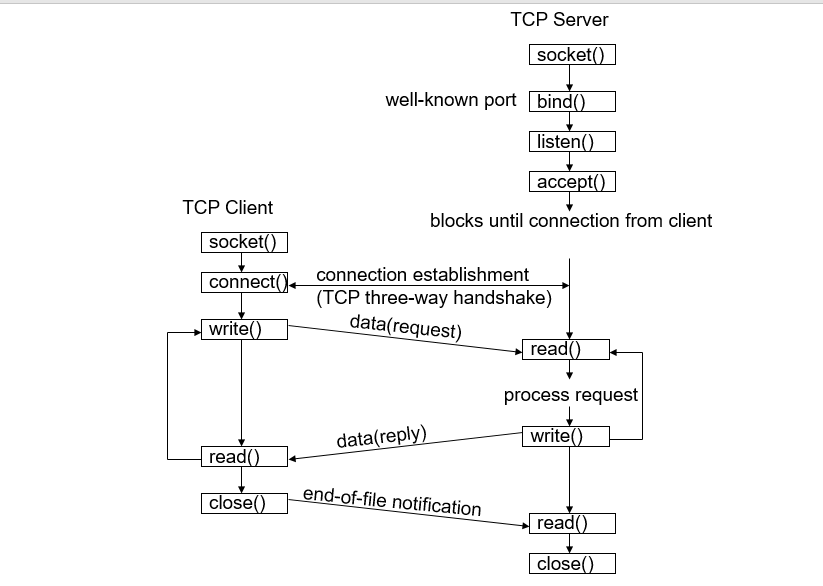 TCP Server
socket()
well-known port
bind()
listen()
accept()
blocks until connection from client
TCP Client
socket()
connect()
connection establishment
(TCP three-way handshake)
write()
data(request)
read()
process request
write()
data(reply)
read()
close()
end-of-file notification
read()
close()